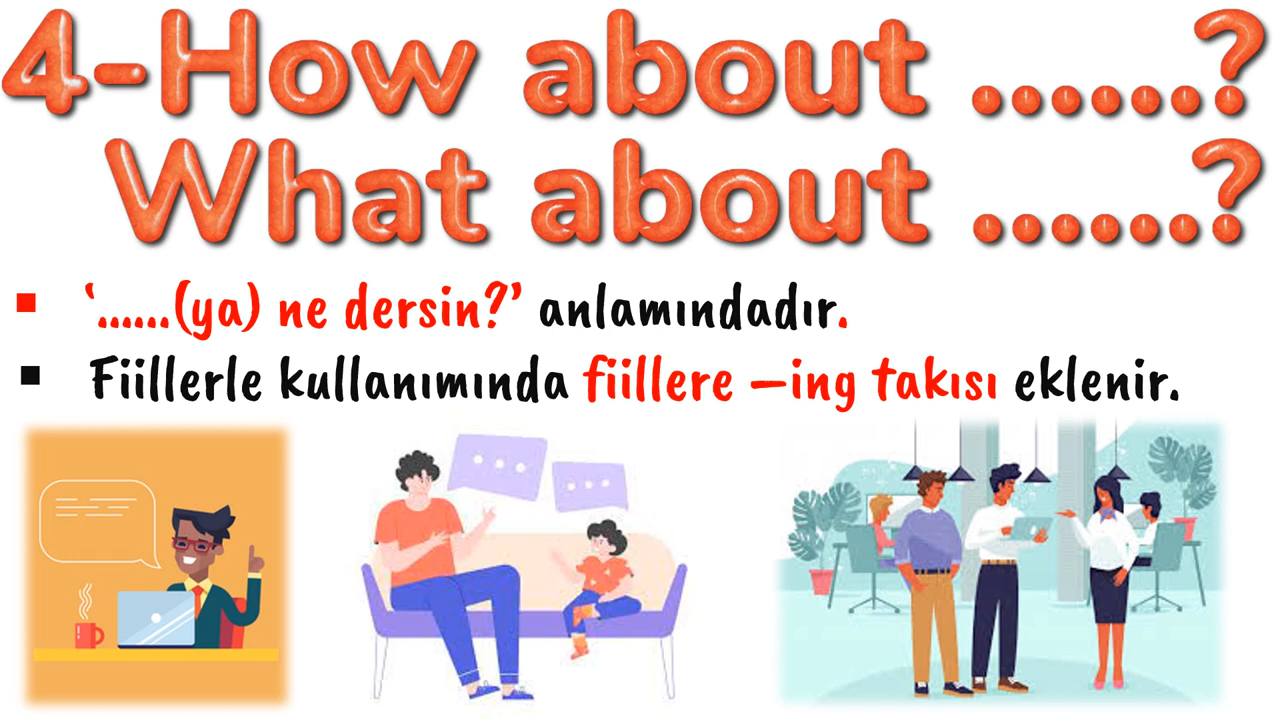 4-How about ......?
What about ......?
▪ ‘......(ya) ne dersin?’ anlamındadır.
▪ Fiillerle kullanımında fiillere –ing takısı eklenir.